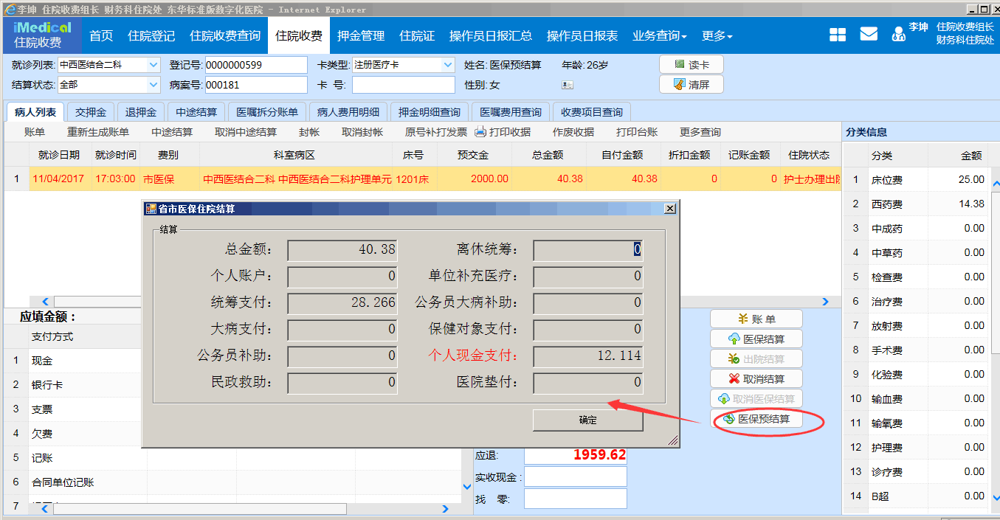 李坤 住院收费组长 财务科住院处 东华标准版数字化医院 - Internet Explorer
iMedical
住院收费
首页 住院登记 住院收费查询 住院收费 押金管理 住院证 操作员日报汇总 操作员日报表 业务查询 更多
李坤 住院收费组长
财务科住院处
就诊列表: 中西医结合二科 登记号: 0000000599 卡类型: 注册医疗卡 姓名: 医保预结算 年龄: 26岁 读卡
结算状态: 全部 病案号: 000181 卡 号: 性别: 女 清屏
病人列表 交押金 退押金 中途结算 医嘱拆分账单 病人费用明细 押金明细查询 医嘱费用查询 收费项目查询
账单 重新生成账单 中途结算 取消中途结算 封帐 取消封帐 原号补打发票 打印收据 作废收据 打印台账 更多查询
就诊日期 就诊时间 费别 科室病区 床号 预交金 总金额 自付金额 折扣金额 记账金额 住院状态
1 11/04/2017 17:03:00 市医保 中西医结合二科 中西医结合二科护理单元 1201床 2000.00 40.38 40.38 0 0 护士办理出院
省市医保住院结算
结算
总金额： 40.38 离休统筹： 0
个人账户： 0 单位补充医疗： 0
统筹支付： 28.266 公务员大病补助： 0
大病支付： 0 保健对象支付： 0
公务员补助： 0 个人现金支付： 12.114
民政救助： 0 医院垫付： 0
确定
应填金额：
支付方式
1 现金
2 银行卡
3 支票
4 欠费
5 记账
6 合同单位记账
7
应退: 1959.62
实收现金:
找 零:
账 单
医保结算
出院结算
取消结算
取消医保结算
医保预结算
分类信息
分类 金额
1 床位费 25.00
2 西药费 14.38
3 中成药 0.00
4 中草药 0.00
5 检查费 0.00
6 治疗费 0.00
7 放射费 0.00
8 手术费 0.00
9 化验费 0.00
10 输血费 0.00
11 输氧费 0.00
12 护理费 0.00
13 诊疗费 0.00
14 B超 0.00